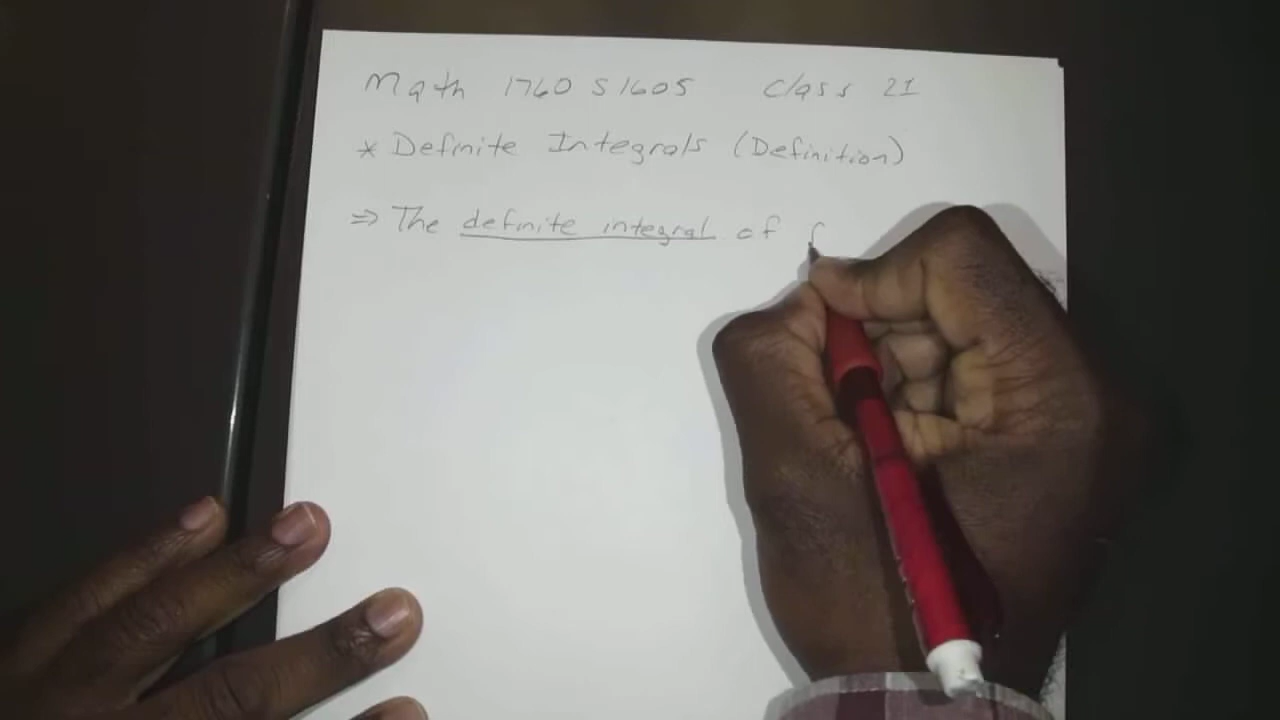 Math 1760 S1605 Class 21
* Definite Integrals (Definition)
⇒ The definite integral of f